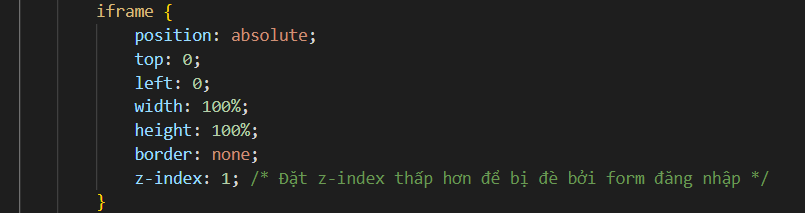 iframe {
position: absolute;
top: 0;
left: 0;
width: 100%;
height: 100%;
border: none;
z-index: 1; /* Đặt z-index thấp hơn để bị đè bởi form đăng nhập */
}